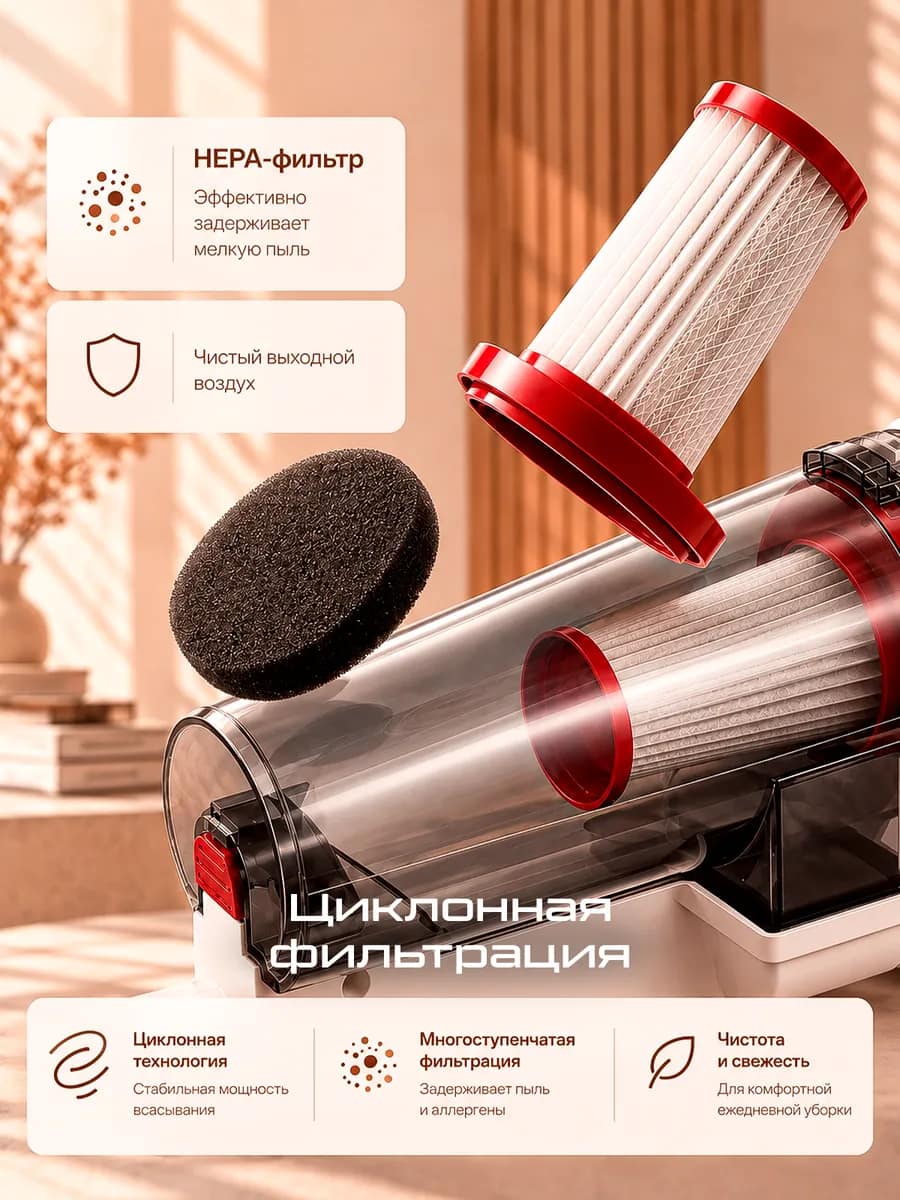 HEPA-фильтр
Эффективно
задерживает
мелкую пыль
Чистый выходной
воздух
Циклонная
фильтрация
Циклонная
технология
Стабильная мощность
всасывания
Многоступенчатая
фильтрация
Задерживает пыль
и аллергены
Чистота
и свежесть
Для комфортной
ежедневной уборки